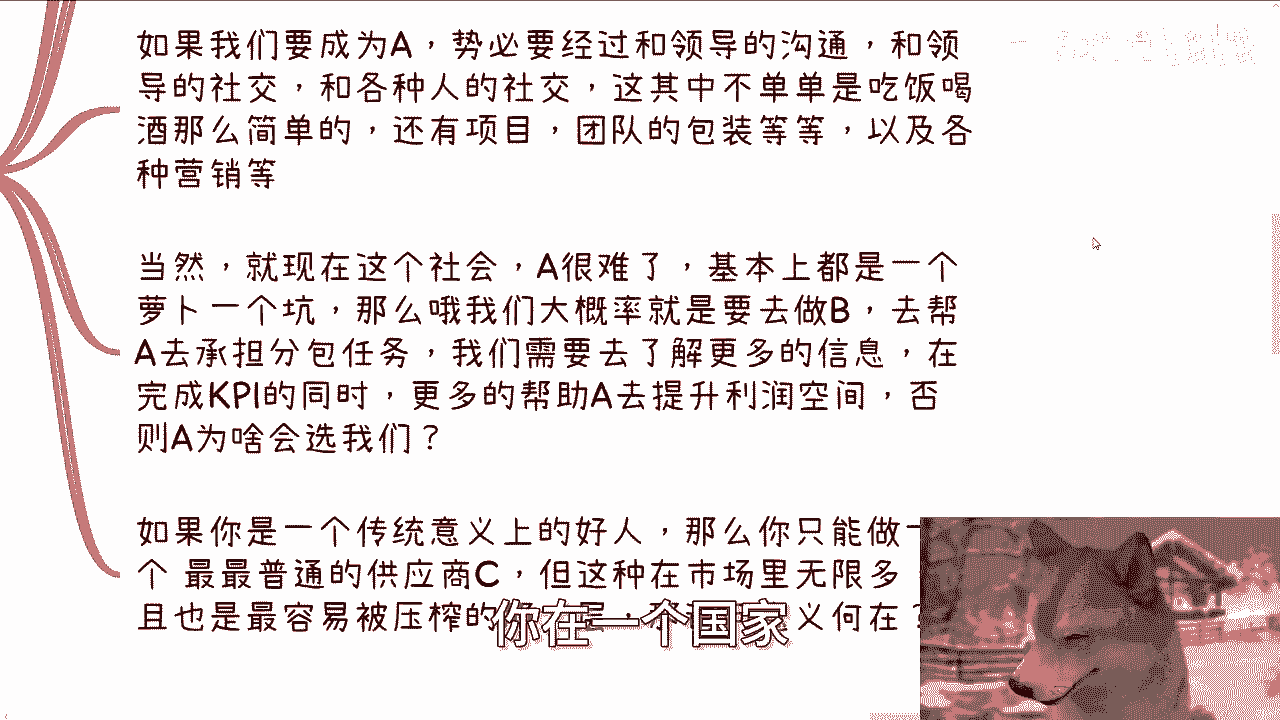 如果我们要成为A，势必要经过和领导的沟通，和领
导的社交，和各种人的社交，这其中不单单是吃饭喝
酒那么简单的，还有项目，团队的包装等等，以及各
种营销等
当然，就现在这个社会，A很难了，基本上都是一个
萝卜一个坑，那么哦我们大概率就是要去做B，去帮
A去承担分包任务，我们需要去了解更多的信息，在
完成KPI的同时，更多的帮助A去提升利润空间，否
则A为啥会选我们？
如果你是一个传统意义上的好人，那么你只能做一
个 最最普通的供应商C，但这种在市场里无限多
且也是最容易被压榨的 义何在？
你在一个国家